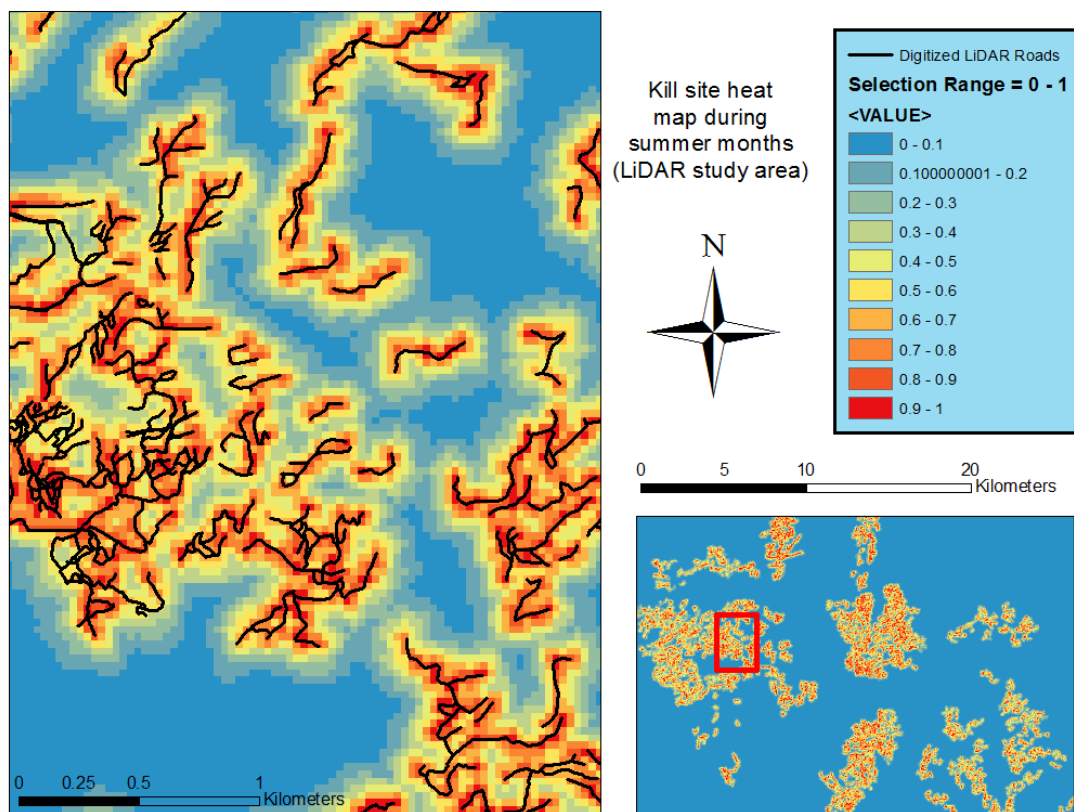 Kill site heat
map during
summer months
(LiDAR study area)
N
Digitized LiDAR Roads
Selection Range = 0 - 1
<VALUE>
0 - 0.1
0.100000001 - 0.2
0.2 - 0.3
0.3 - 0.4
0.4 - 0.5
0.5 - 0.6
0.6 - 0.7
0.7 - 0.8
0.8 - 0.9
0.9 - 1
0 5 10 20
Kilometers
0 0.25 0.5 1
Kilometers